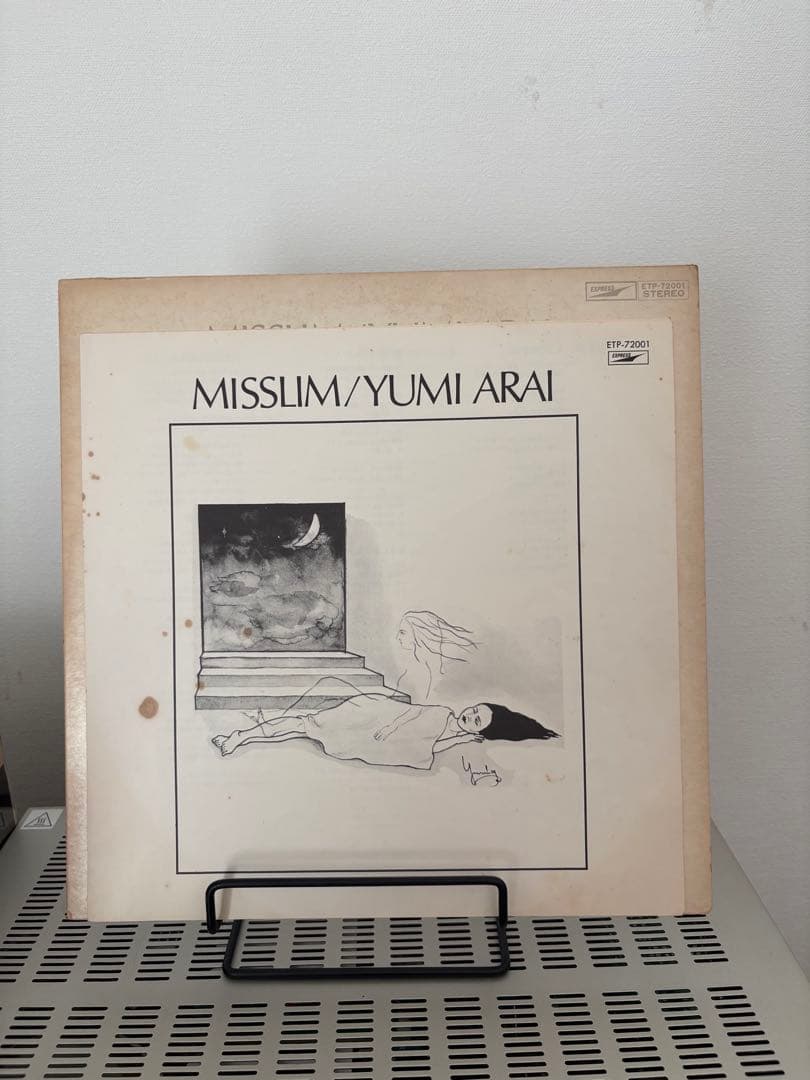 EXPRESS
ETP-72001
STEREO
ETP-72001
EXPRESS
MISSLIM/YUMI ARAI